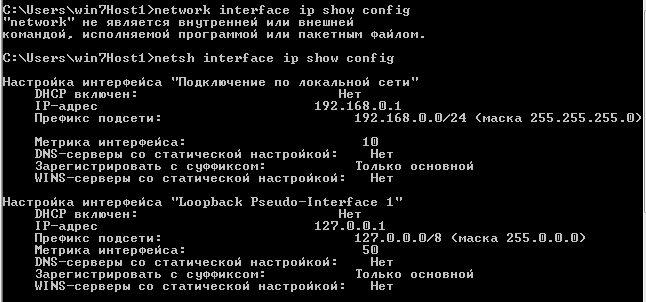 C:\Users\win7Host1>network interface ip show config
"network" не является внутренней или внешней
командой, исполняемой программой или пакетным файлом.
C:\Users\win7Host1>netsh interface ip show config
Настройка интерфейса "Подключение по локальной сети"
DHCP включен: Нет
IP-адрес 192.168.0.1
Префикс подсети: 192.168.0.0/24 (маска 255.255.255.0)
Метрика интерфейса: 10
DNS-серверы со статической настройкой: Нет
Зарегистрировать с суффиксом: Только основной
WINS-серверы со статической настройкой: Нет
Настройка интерфейса "Loopback Pseudo-Interface 1"
DHCP включен: Нет
IP-адрес 127.0.0.1
Префикс подсети: 127.0.0.0/8 (маска 255.0.0.0)
Метрика интерфейса: 50
DNS-серверы со статической настройкой: Нет
Зарегистрировать с суффиксом: Только основной
WINS-серверы со статической настройкой: Нет